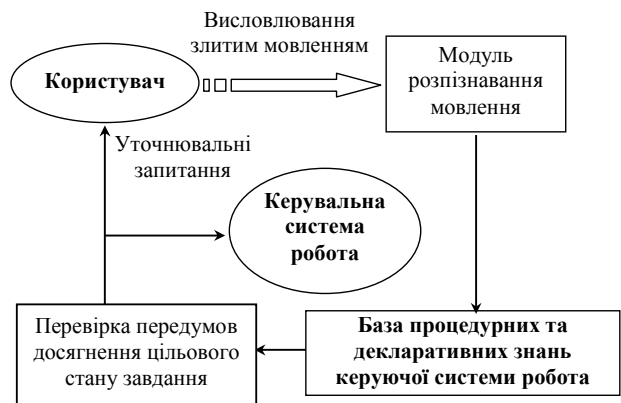 Висловлювання
злитим мовленням
Користувач
Модуль
розпізнавання
мовлення
Уточнювальні
запитання
Керувальна
система
робота
Перевірка передумов
досягнення цільового
стану завдання
База процедурних та
декларативних знань
керуючої системи робота